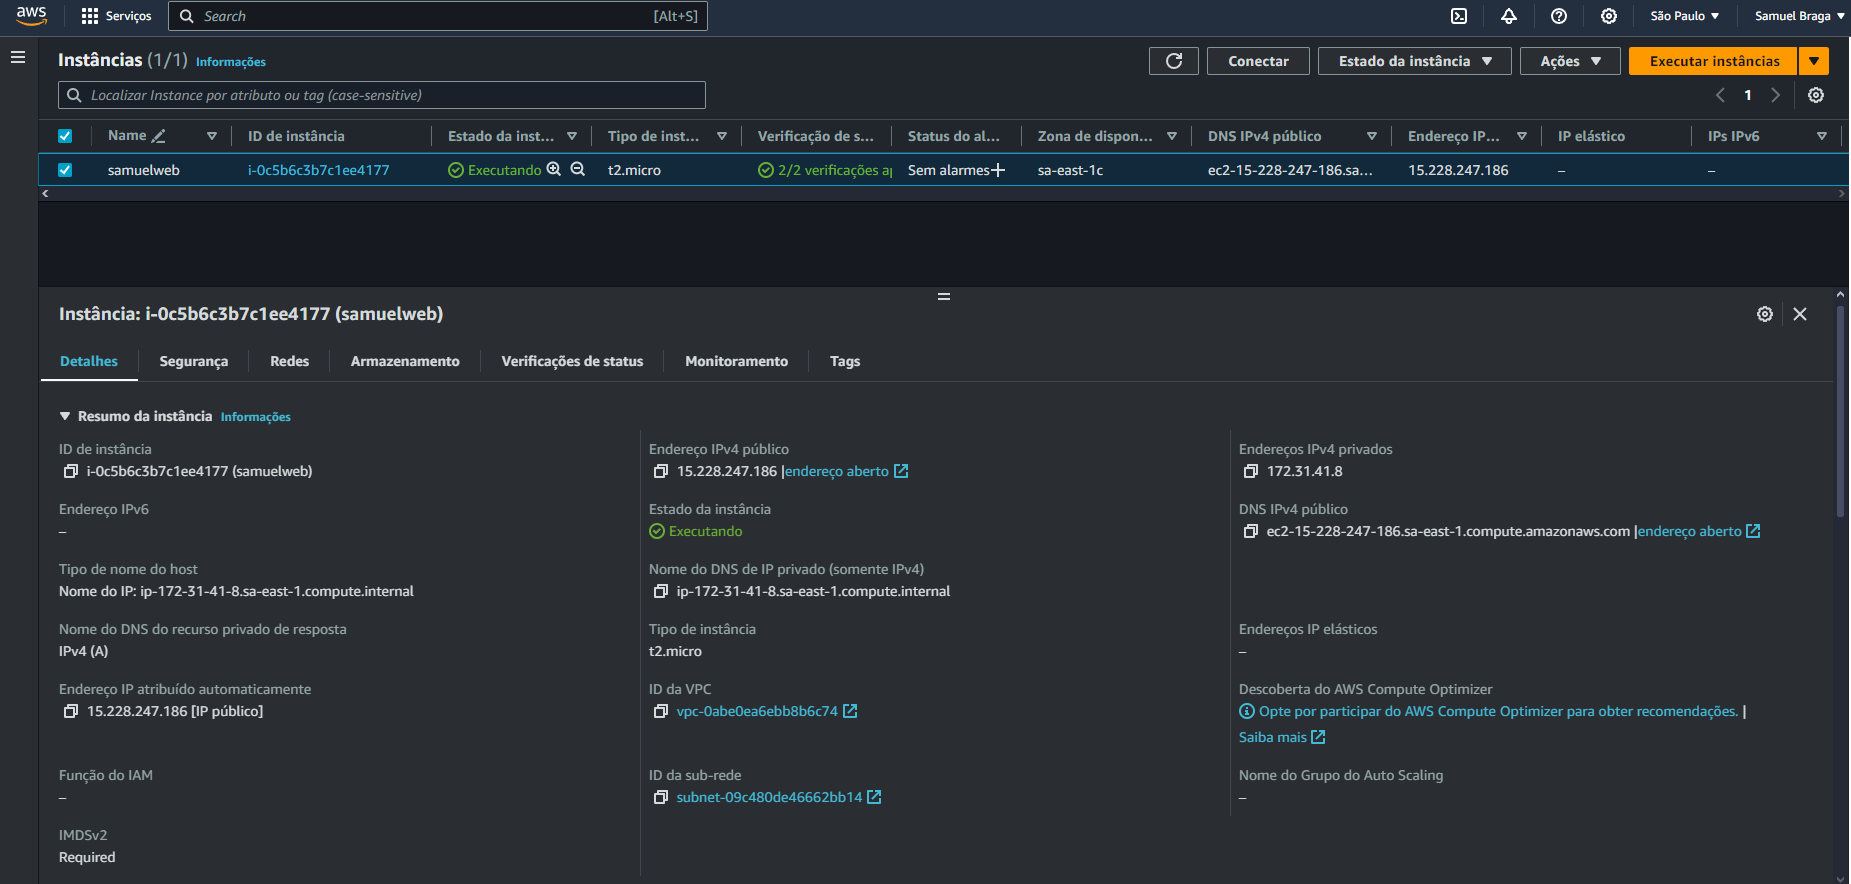 aws Serviços Search [Alt+S] São Paulo Samuel Braga
Instâncias (1/1) Informações Conectar Estado da instância Ações Executar instâncias
Localizar Instance por atributo ou tag (case-sensitive) 1
Name ID de instância Estado da inst... Tipo de inst... Verificação de s... Status do al... Zona de dispon... DNS IPv4 público Endereço IP... IP elástico IPs IPv6
samuelweb i-0c5b6c3b7c1ee4177 Executando t2.micro 2/2 verificações Sem alarmes sa-east-1c ec2-15-228-247-186.sa... 15.228.247.186 – –
Instância: i-0c5b6c3b7c1ee4177 (samuelweb)
Detalhes Segurança Redes Armazenamento Verificações de status Monitoramento Tags
Resumo da instância Informações
ID de instância Endereço IPv4 público Endereços IPv4 privados
i-0c5b6c3b7c1ee4177 (samuelweb) 15.228.247.186 |endereço aberto 172.31.41.8
Endereço IPv6 Estado da instância DNS IPv4 público
– Executando ec2-15-228-247-186.sa-east-1.compute.amazonaws.com |endereço aberto
Tipo de nome do host Nome do DNS de IP privado (somente IPv4)
Nome do IP: ip-172-31-41-8.sa-east-1.compute.internal ip-172-31-41-8.sa-east-1.compute.internal
Nome do DNS do recurso privado de resposta Tipo de instância Endereços IP elásticos
IPv4 (A) t2.micro –
Endereço IP atribuído automaticamente ID da VPC Descoberta do AWS Compute Optimizer
15.228.247.186 [IP público] vpc-0abe0ea6ebb8b6c74 Opte por participar do AWS Compute Optimizer para obter recomendações. |
Saiba mais
Função do IAM ID da sub-rede Nome do Grupo do Auto Scaling
– subnet-09c480de46662bb14 –
IMDSv2
Required